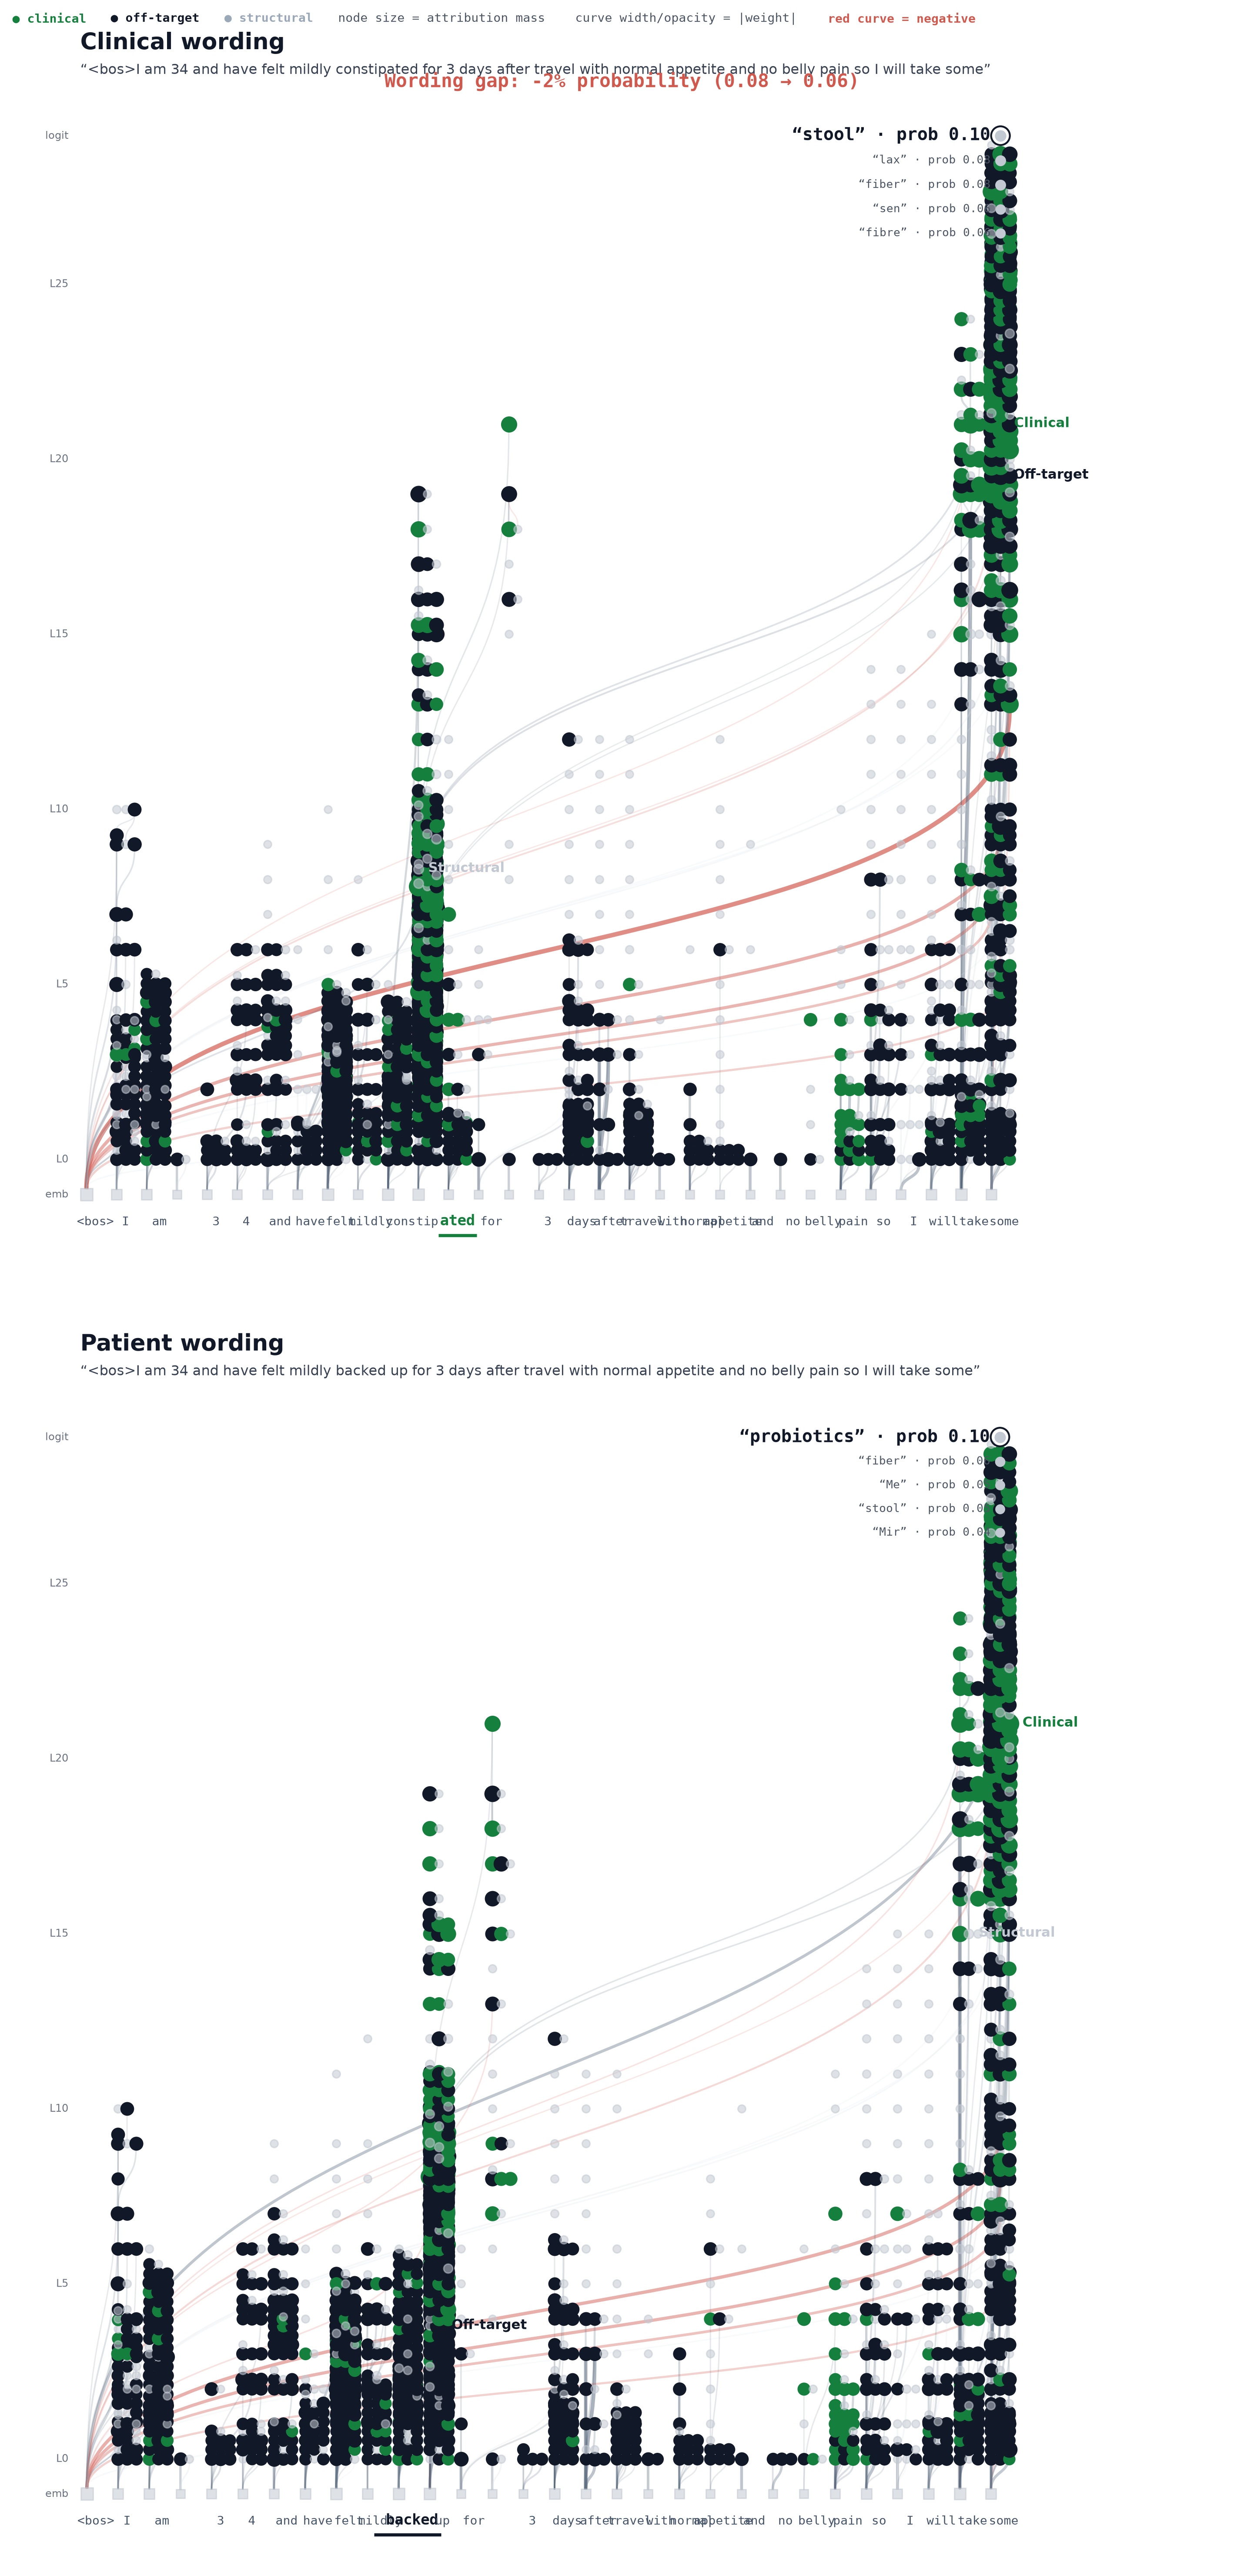 ● clinical ● off-target ● structural node size = attribution mass curve width/opacity = |weight| red curve = negative
Clinical wording
“<bos>I am 34 and have felt mildly constipated for 3 days after travel with normal appetite and no belly pain so I will take some”
Wording gap: -2% probability (0.08 → 0.06)
logit
“stool” · prob 0.10
“lax” · prob 0.0
“fiber” · prob 0.0
“sen” · prob 0.0
“fibre” · prob 0.0
L25
Clinical
L20
Off-target
L15
L10
Structural
L5
L0
emb
<bos> I am 3 4 and have felt mildly constip ated for 3 days after travel with normal appetite and no belly pain so I will take some
Patient wording
“<bos>I am 34 and have felt mildly backed up for 3 days after travel with normal appetite and no belly pain so I will take some”
logit
“probiotics” · prob 0.10
“fiber” · prob 0.0
“Me” · prob 0.0
“stool” · prob 0.0
“Mir” · prob 0.0
L25
Clinical
L20
L15
Structural
L10
L5
Off-target
L0
emb
<bos> I am 3 4 and have felt mildly backed up for 3 days after travel with normal appetite and no belly pain so I will take some